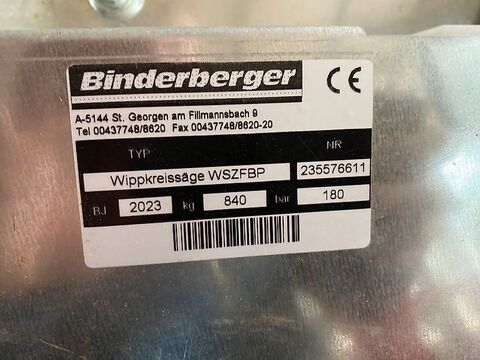 Binderberger CE
A-5144 St. Georgen am Fillmannsbach 9
Tel 00437748/8620 Fax 00437748/8620-20
TYP NR
Wippkreissäge WSZFBP 235576611
BJ 2023 kg 840 bar 180